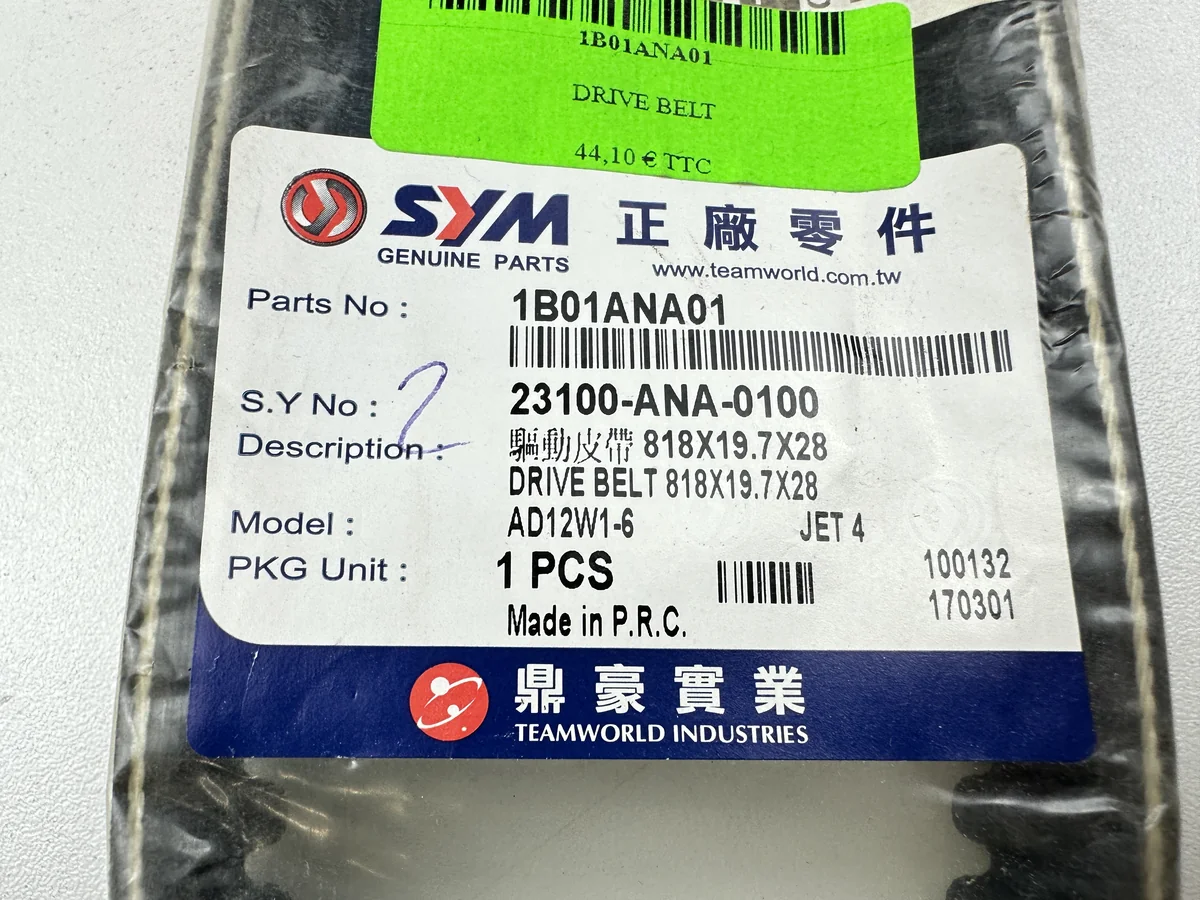 1B01ANA01
DRIVE BELT
44,10 € TTC
SYM 正廠零件
GENUINE PARTS www.teamworld.com.tw
Parts No : 1B01ANA01
S.Y No : 23100-ANA-0100
2
Description : 驅動皮帶 818X19.7X28
DRIVE BELT 818X19.7X28
Model : AD12W1-6 JET 4
PKG Unit : 1 PCS 100132
Made in P.R.C. 170301
鼎豪實業
TEAMWORLD INDUSTRIES